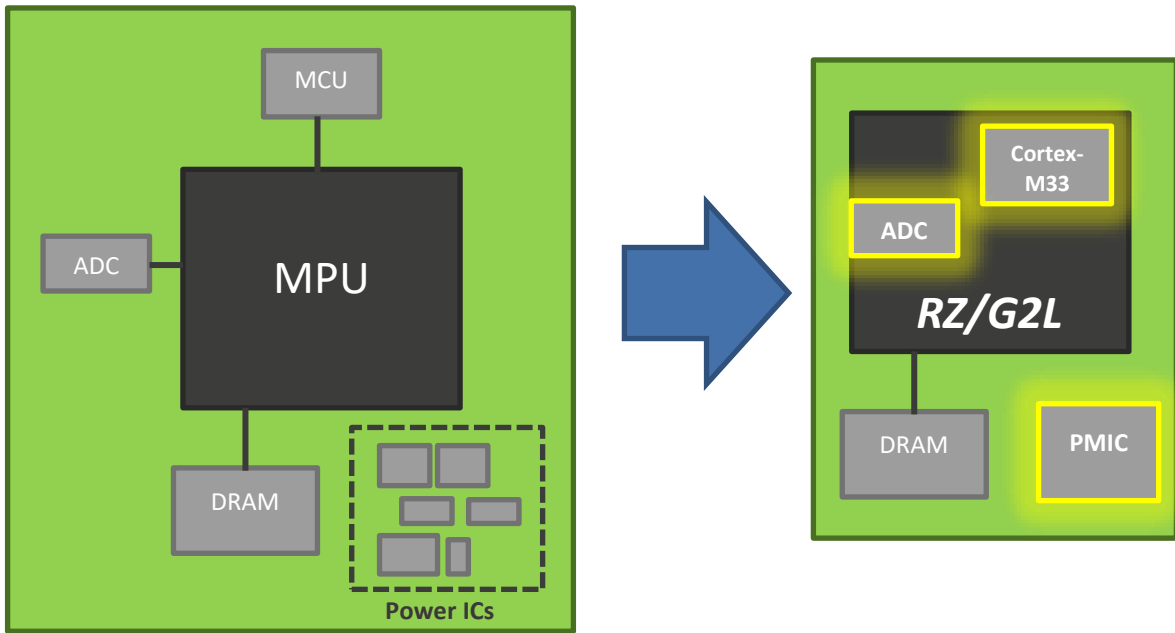 MCU
ADC
MPU
DRAM
Power ICs
Cortex-
M33
ADC
RZ/G2L
DRAM
PMIC